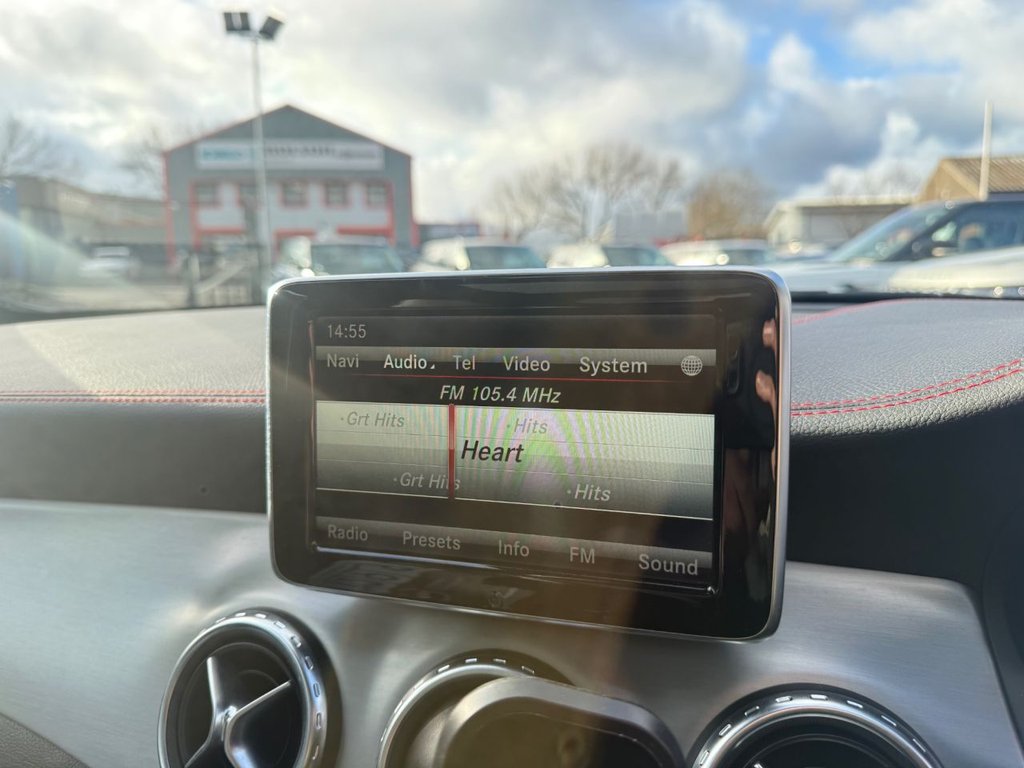 14:55
Navi Audio Tel Video System
FM 105.4 MHz
·Grt Hits ·Hits
Heart
·Grt Hits ·Hits
Radio Presets Info FM Sound